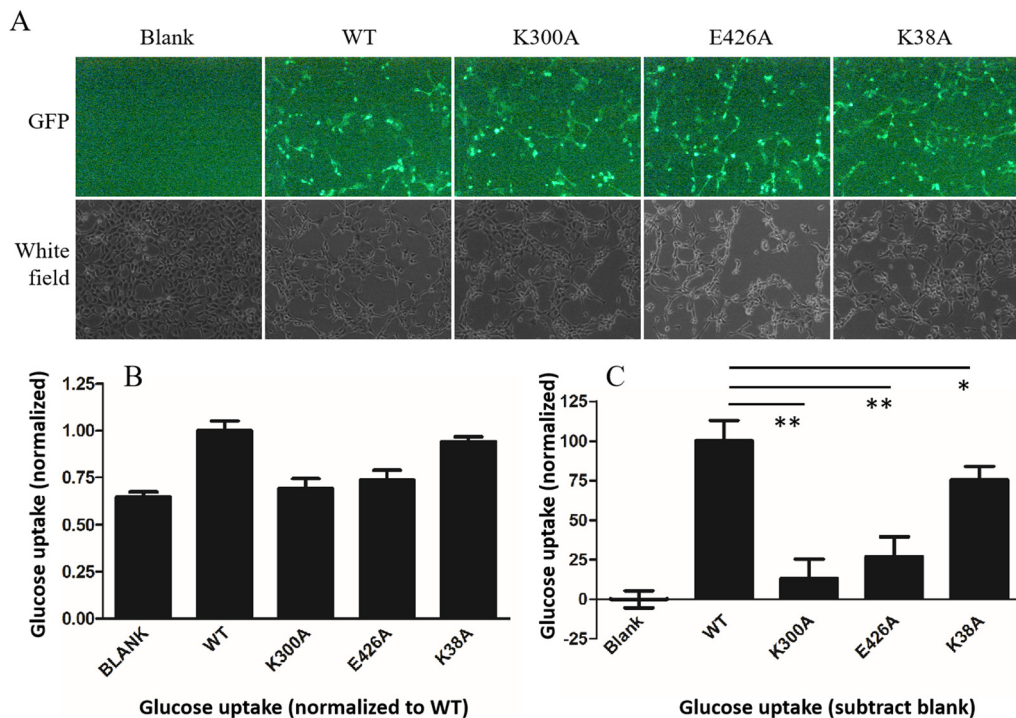 A
Blank WT K300A E426A K38A
GFP
White
field
B
Glucose uptake (normalized)
1.25
1.00
0.75
0.50
0.25
0.00
BLANK WT K300A E426A K38A
Glucose uptake (normalized to WT)
C
Glucose uptake (normalized)
125
100
75
50
25
0
-25
** ** *
Blank WT K300A E426A K38A
Glucose uptake (subtract blank)